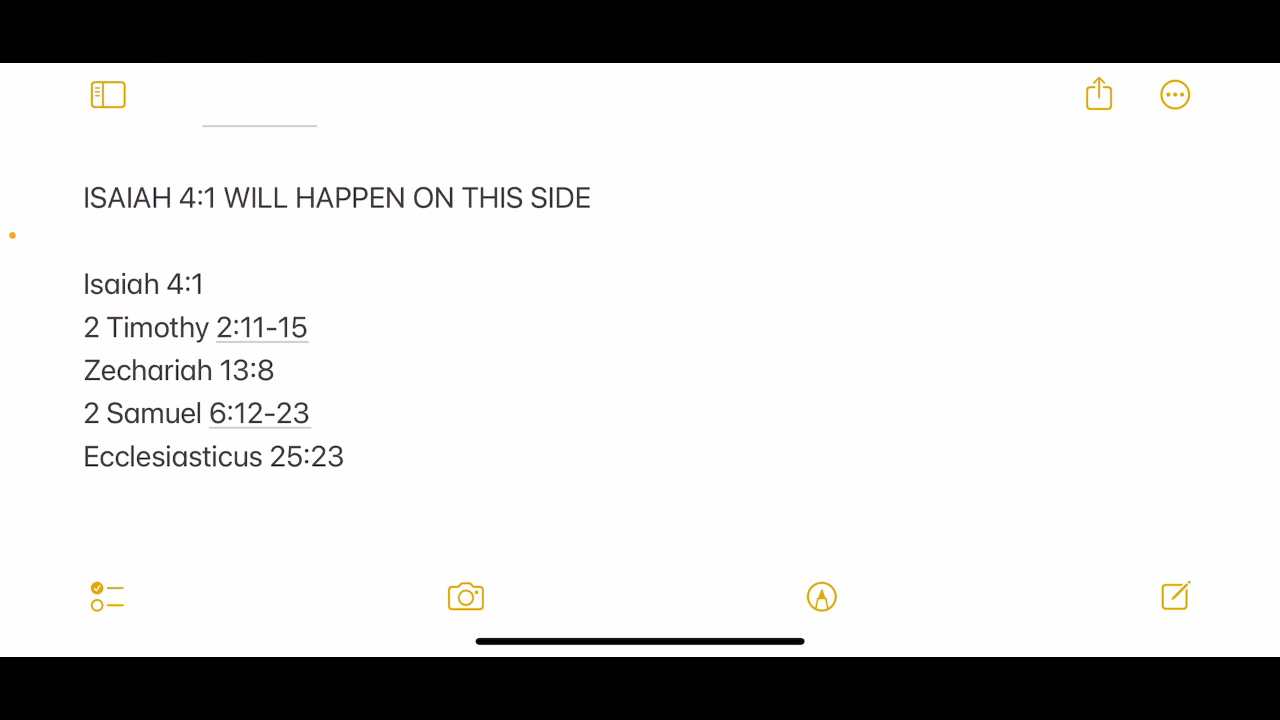 ISAIAH 4:1 WILL HAPPEN ON THIS SIDE
Isaiah 4:1
2 Timothy 2:11-15
Zechariah 13:8
2 Samuel 6:12-23
Ecclesiasticus 25:23